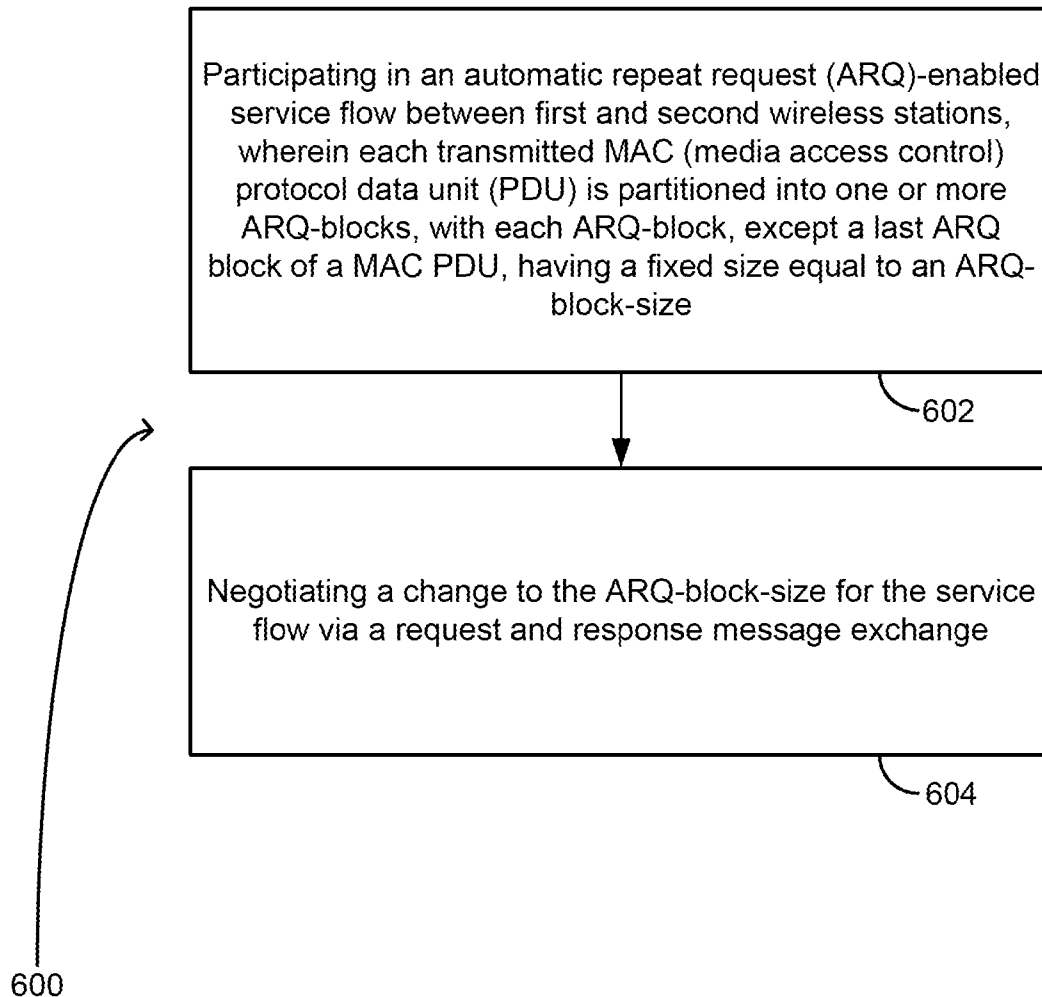 Participating in an automatic repeat request (ARQ)-enabled
service flow between first and second wireless stations,
wherein each transmitted MAC (media access control)
protocol data unit (PDU) is partitioned into one or more
ARQ-blocks, with each ARQ-block, except a last ARQ
block of a MAC PDU, having a fixed size equal to an ARQ-
block-size
602
Negotiating a change to the ARQ-block-size for the service
flow via a request and response message exchange
604
600